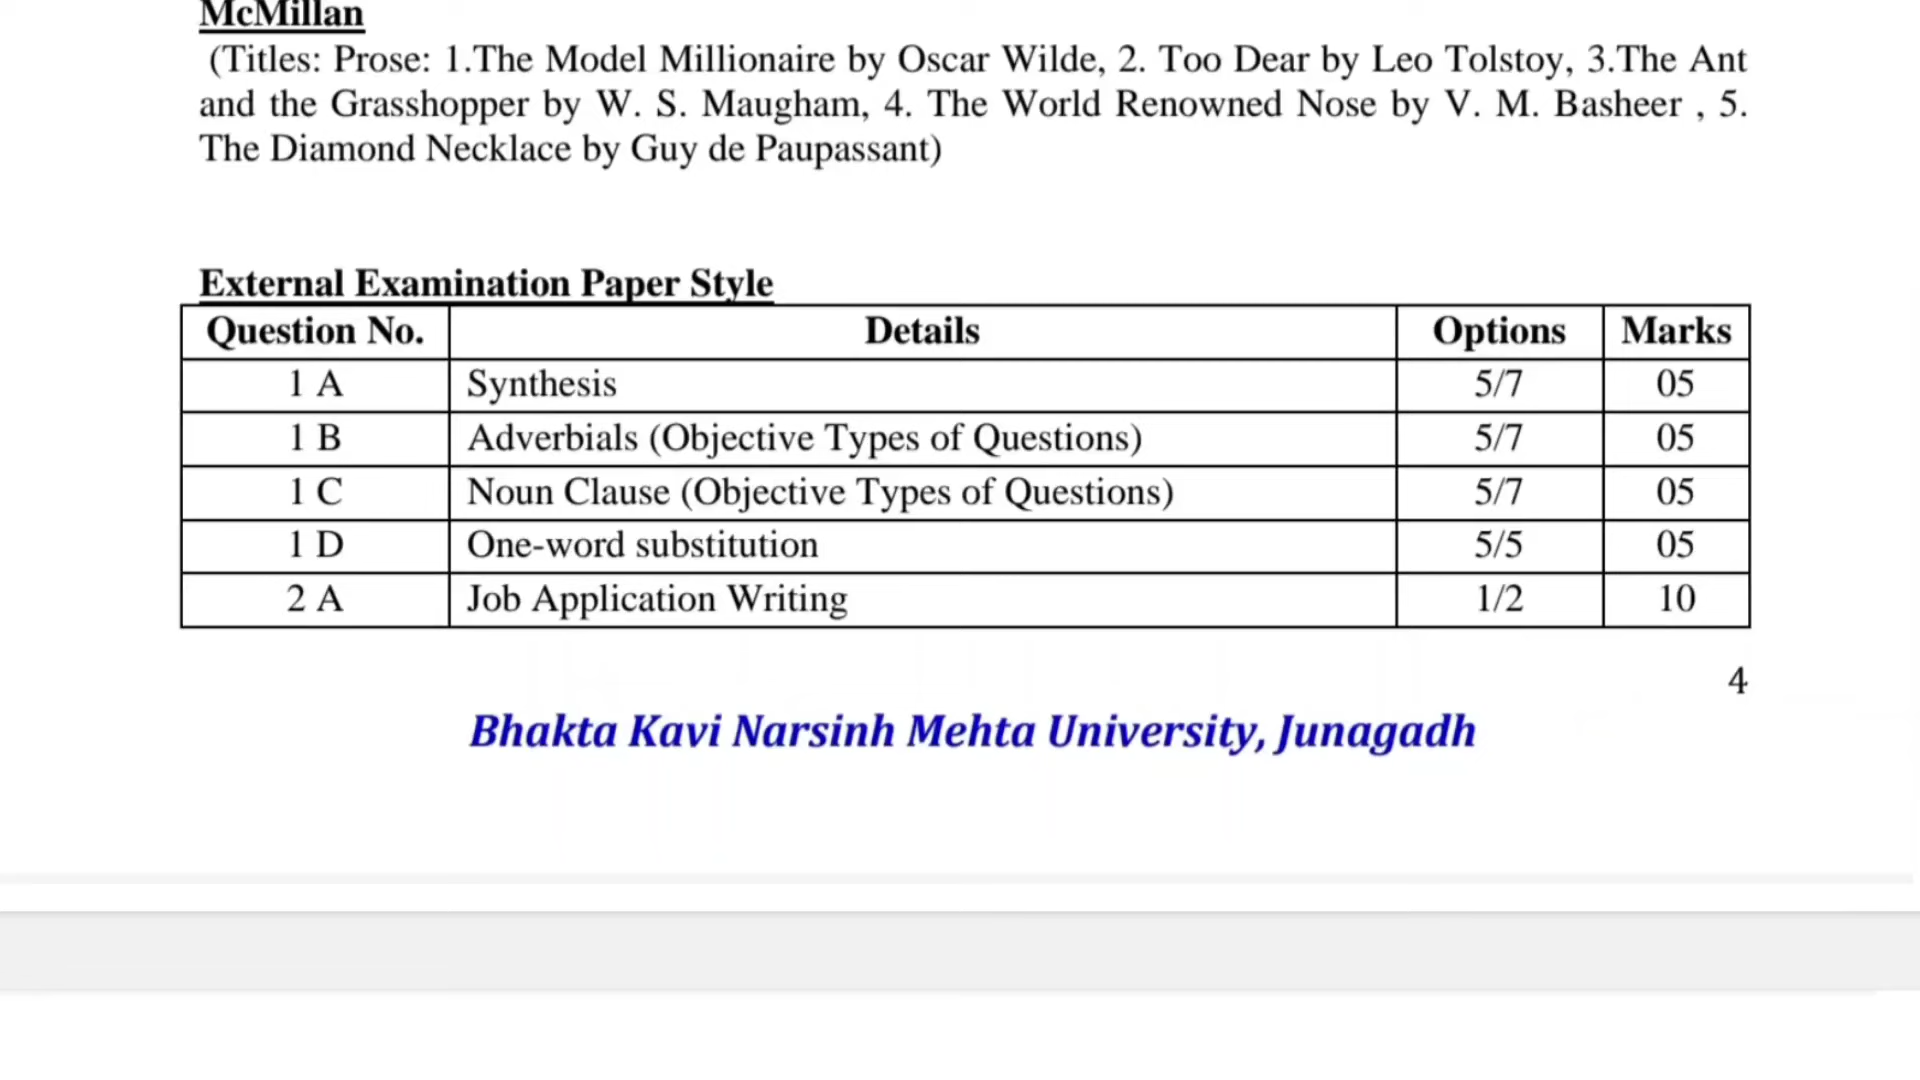 McMillan
(Titles: Prose: 1.The Model Millionaire by Oscar Wilde, 2. Too Dear by Leo Tolstoy, 3.The Ant
and the Grasshopper by W. S. Maugham, 4. The World Renowned Nose by V. M. Basheer , 5.
The Diamond Necklace by Guy de Paupassant)
External Examination Paper Style
Question No. Details Options Marks
1 A Synthesis 5/7 05
1 B Adverbials (Objective Types of Questions) 5/7 05
1 C Noun Clause (Objective Types of Questions) 5/7 05
1 D One-word substitution 5/5 05
2 A Job Application Writing 1/2 10
4
Bhakta Kavi Narsinh Mehta University, Junagadh